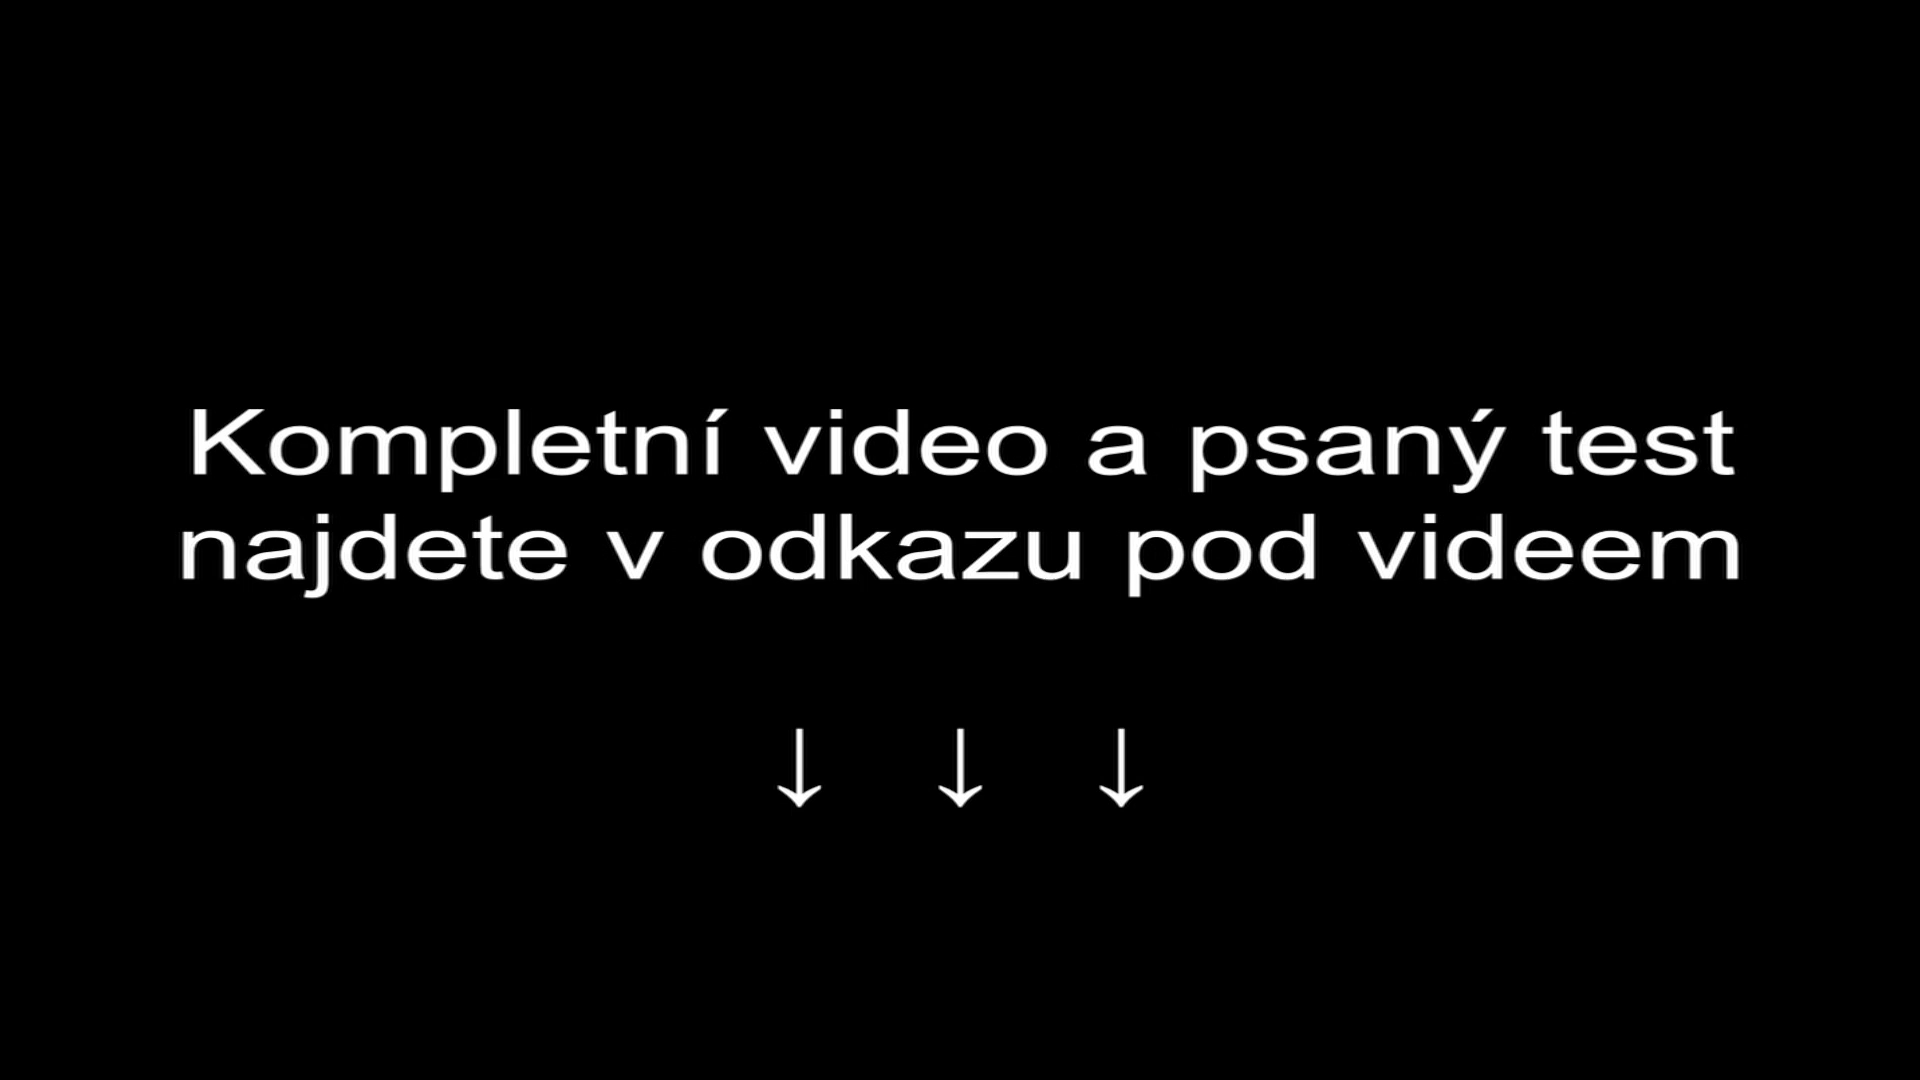 Kompletní video a psaný test
najdete v odkazu pod videem
↓ ↓ ↓